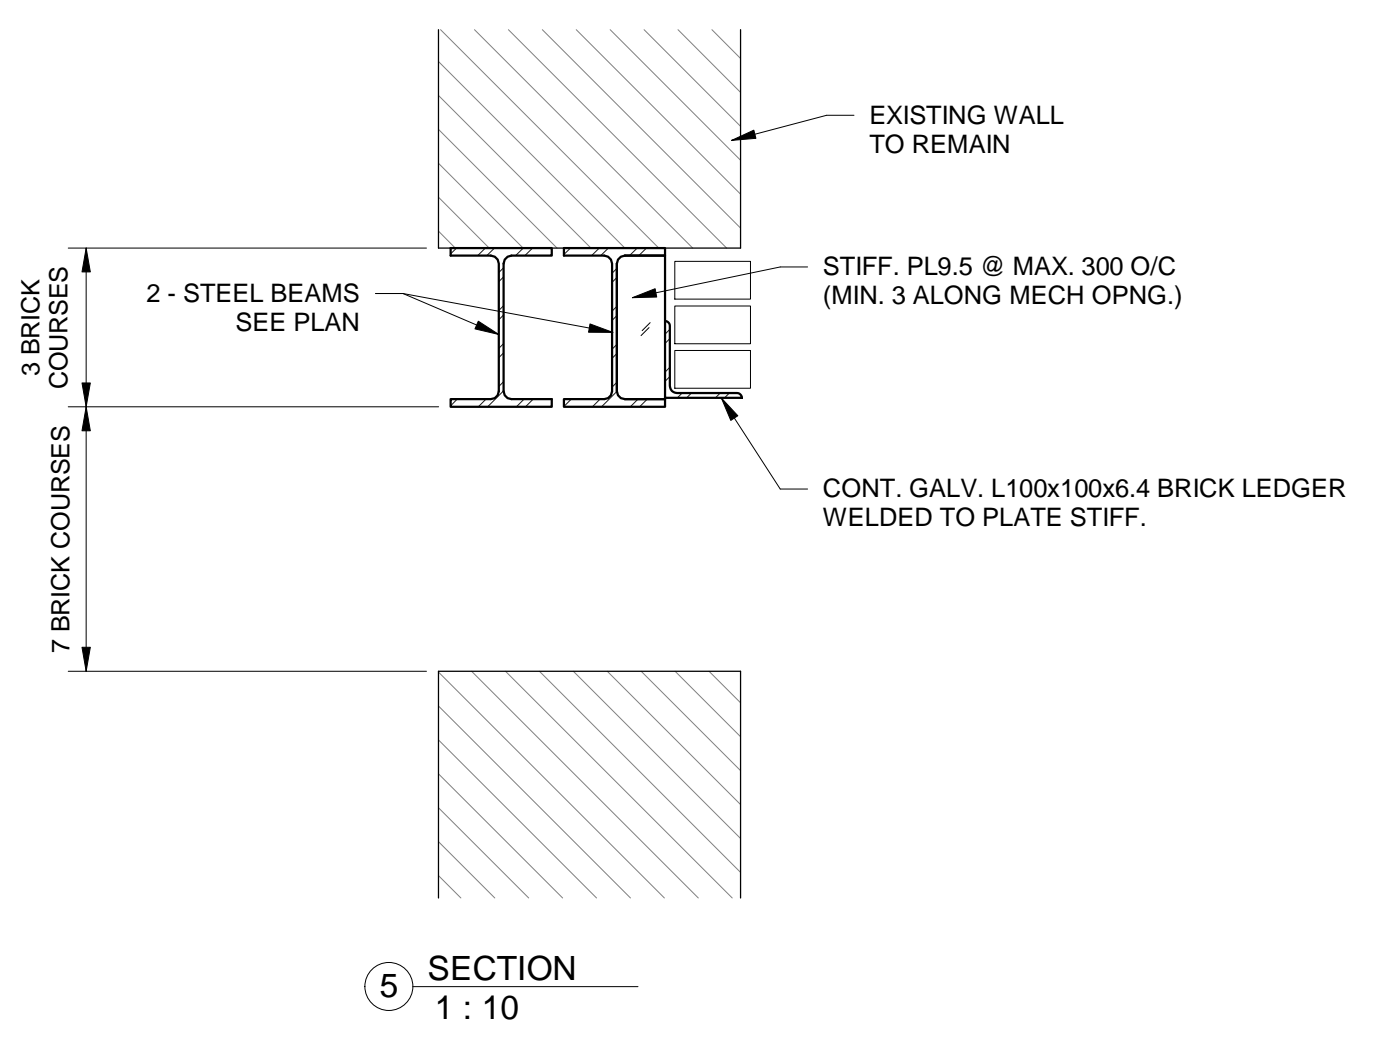 EXISTING WALL
TO REMAIN
3 BRICK
COURSES
2 - STEEL BEAMS
SEE PLAN
STIFF. PL9.5 @ MAX. 300 O/C
(MIN. 3 ALONG MECH OPNG.)
7 BRICK COURSES
CONT. GALV. L100x100x6.4 BRICK LEDGER
WELDED TO PLATE STIFF.
5
SECTION
1 : 10